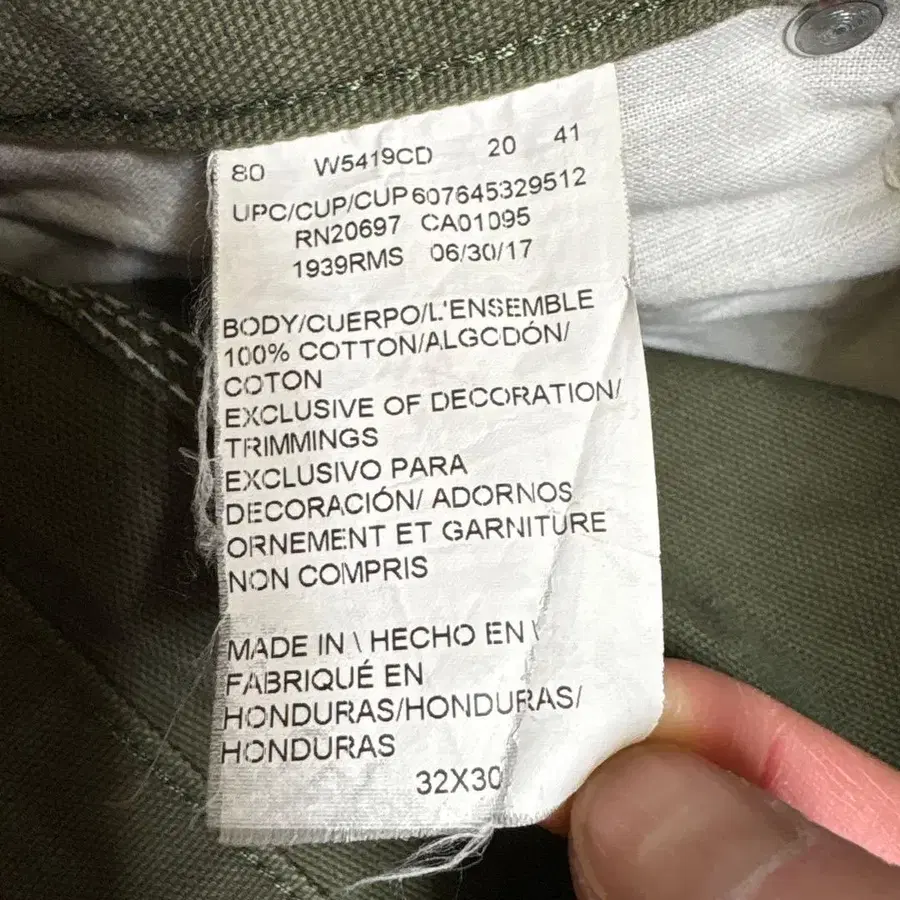 80 W5419CD 20 41
UPC/CUP/CUP 607645329512
RN20697 CA01095
1939RMS 06/30/17
BODY/CUERPO/L'ENSEMBLE
100% COTTON/ALGODÓN/
COTON
EXCLUSIVE OF DECORATION/
TRIMMINGS
EXCLUSIVO PARA
DECORACIÓN/ ADORNOS
ORNEMENT ET GARNITURE
NON COMPRIS
MADE IN \ HECHO EN \
FABRIQUÉ EN
HONDURAS/HONDURAS/
HONDURAS
32X30